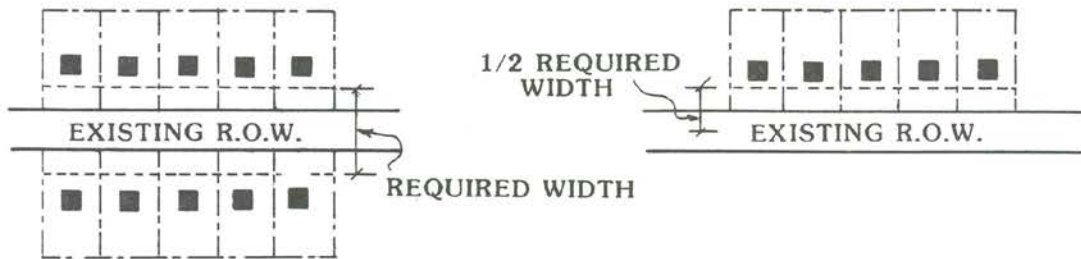 EXISTING R.O.W.
REQUIRED WIDTH
1/2 REQUIRED
WIDTH
EXISTING R.O.W.